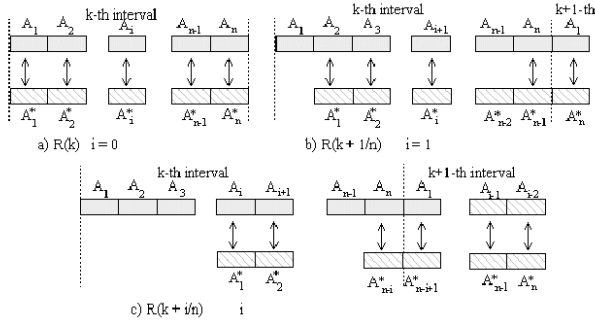 k-th interval k-th interval k+1-th
A1 A2 Ai An-1 An A1 A2 A3 Ai+1 An-1 An A1
A*1 A*2 A*i A*n-1 A*n A*1 A*2 A*i A*n-2 A*n-1 A*n
a) R(k) i = 0 b) R(k + 1/n) i = 1
k-th interval k+1-th interval
A1 A2 A3 Ai Ai+1 An-1 An A1 Ai-1 Ai-2
A*1 A*2 A*n-i A*n-i+1 A*n-1 A*n
c) R(k + i/n) i